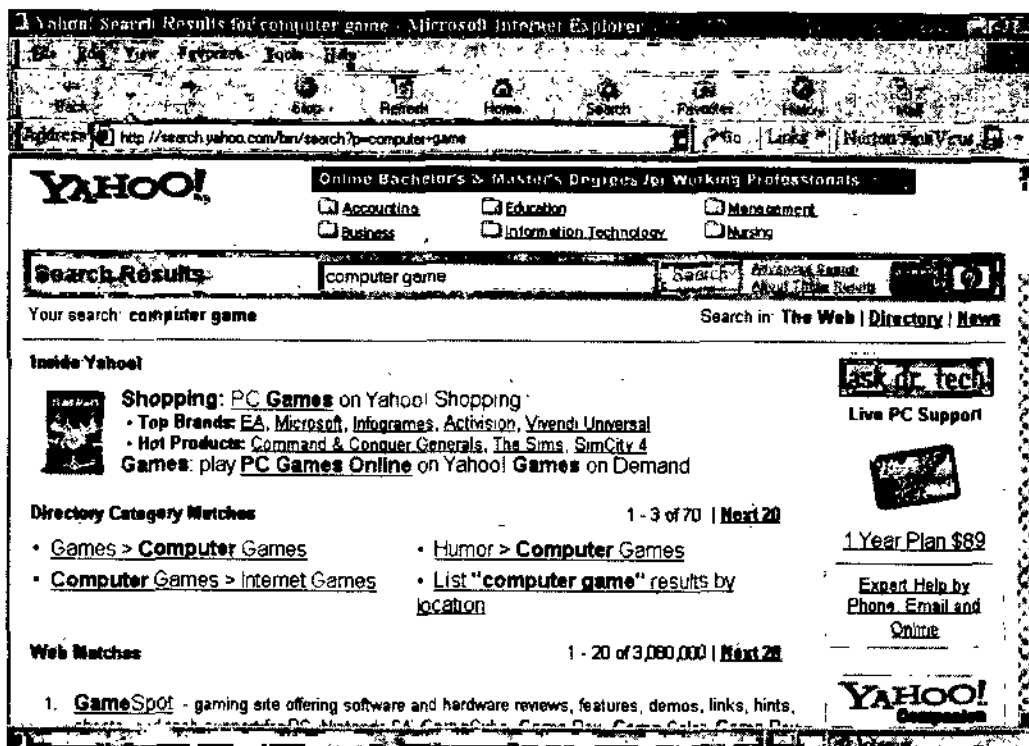 Yahoo! Search Results for computer game - Microsoft Internet Explorer
File Edit View Favorites Tools Help
Back Stop Refresh Home Search Favorites History Mail
Address http://search.yahoo.com/bin/search?p=computer+game Go Links » Norton AntiVirus
YAHOO!
Online Bachelor's & Master's Degrees for Working Professionals
Accounting Education Management
Business Information Technology Nursing
Search Results computer game Search Advanced Search
About These Results
Your search: computer game Search in: The Web | Directory | News
Inside Yahoo!
Shopping: PC Games on Yahoo! Shopping
• Top Brands: EA, Microsoft, Infogrames, Activision, Vivendi Universal
• Hot Products: Command & Conquer Generals, The Sims, SimCity 4
Games: play PC Games Online on Yahoo! Games on Demand
ask dr. tech
Live PC Support
1 Year Plan $89
Expert Help by
Phone, Email and
Online
Directory Category Matches 1 - 3 of 70 | Next 20
• Games > Computer Games • Humor > Computer Games
• Computer Games > Internet Games • List "computer game" results by
location
Web Matches 1 - 20 of 3,080,000 | Next 20
1. GameSpot - gaming site offering software and hardware reviews, features, demos, links, hints,
YAHOO!
Companion